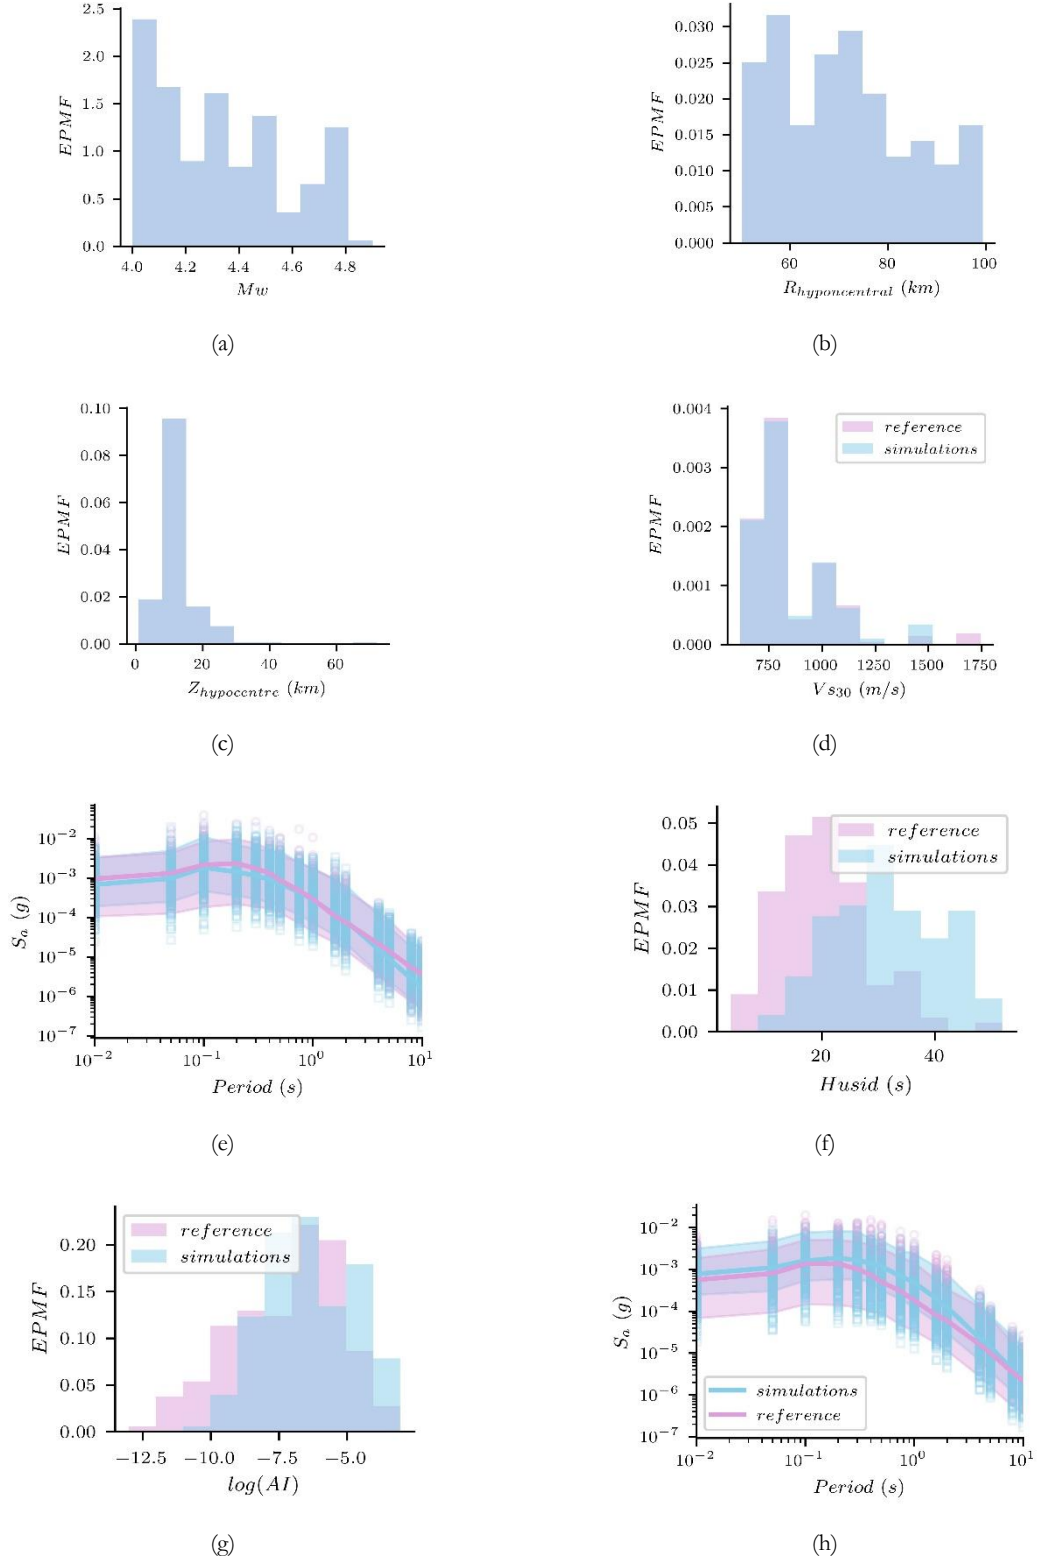 2.5
2.0
1.5
1.0
0.5
0.0
EPMF
4.0 4.2 4.4 4.6 4.8
Mw
(a)
0.030
0.025
0.020
0.015
0.010
0.005
0.000
EPMF
60 80 100
R_hyponcentral (km)
(b)
0.10
0.08
0.06
0.04
0.02
0.00
EPMF
0 20 40 60
Z_hypocentre (km)
(c)
0.004
0.003
0.002
0.001
0.000
EPMF
reference
simulations
750 1000 1250 1500 1750
Vs_30 (m/s)
(d)
10^-2
10^-3
10^-4
10^-5
10^-6
10^-7
S_a (g)
10^-2 10^-1 10^0 10^1
Period (s)
(e)
0.05
0.04
0.03
0.02
0.01
0.00
EPMF
reference
simulations
20 40
Husid (s)
(f)
0.20
0.15
0.10
0.05
0.00
EPMF
reference
simulations
−12.5 −10.0 −7.5 −5.0
log(AI)
(g)
10^-2
10^-3
10^-4
10^-5
10^-6
10^-7
S_a (g)
simulations
reference
10^-2 10^-1 10^0 10^1
Period (s)
(h)